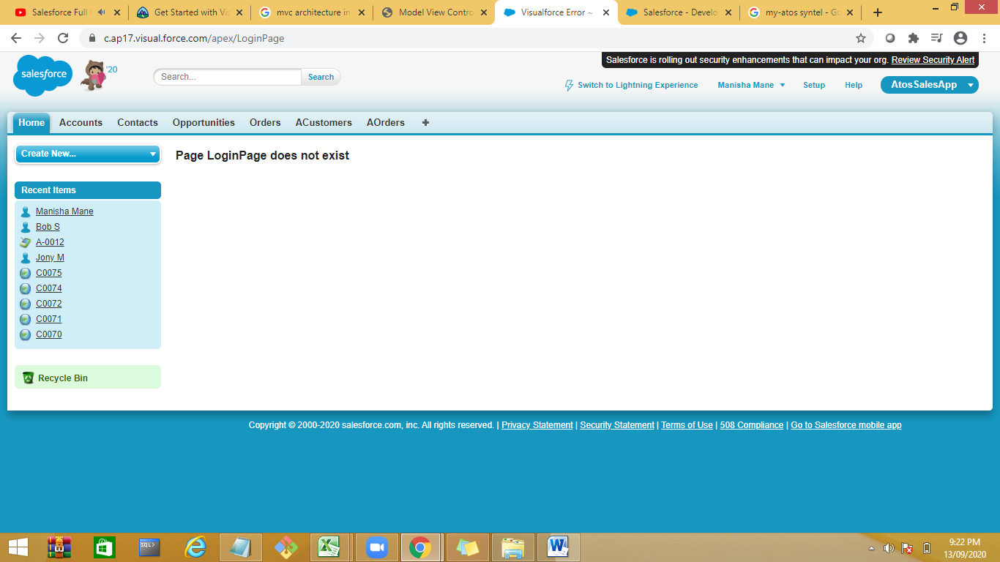 Salesforce Full
Get Started with Vis
mvc architecture in
Model View Contro
Visualforce Error ~
Salesforce - Develo
my-atos syntel - Go
c.ap17.visual.force.com/apex/LoginPage
Salesforce is rolling out security enhancements that can impact your org. Review Security Alert
salesforce
'20
Search...
Search
Switch to Lightning Experience
Manisha Mane
Setup
Help
AtosSalesApp
Home
Accounts
Contacts
Opportunities
Orders
ACustomers
AOrders
Create New...
Page LoginPage does not exist
Recent Items
Manisha Mane
Bob S
A-0012
Jony M
C0075
C0074
C0072
C0071
C0070
Recycle Bin
Copyright © 2000-2020 salesforce.com, inc. All rights reserved. | Privacy Statement | Security Statement | Terms of Use | 508 Compliance | Go to Salesforce mobile app
SQL>
9:22 PM
13/09/2020